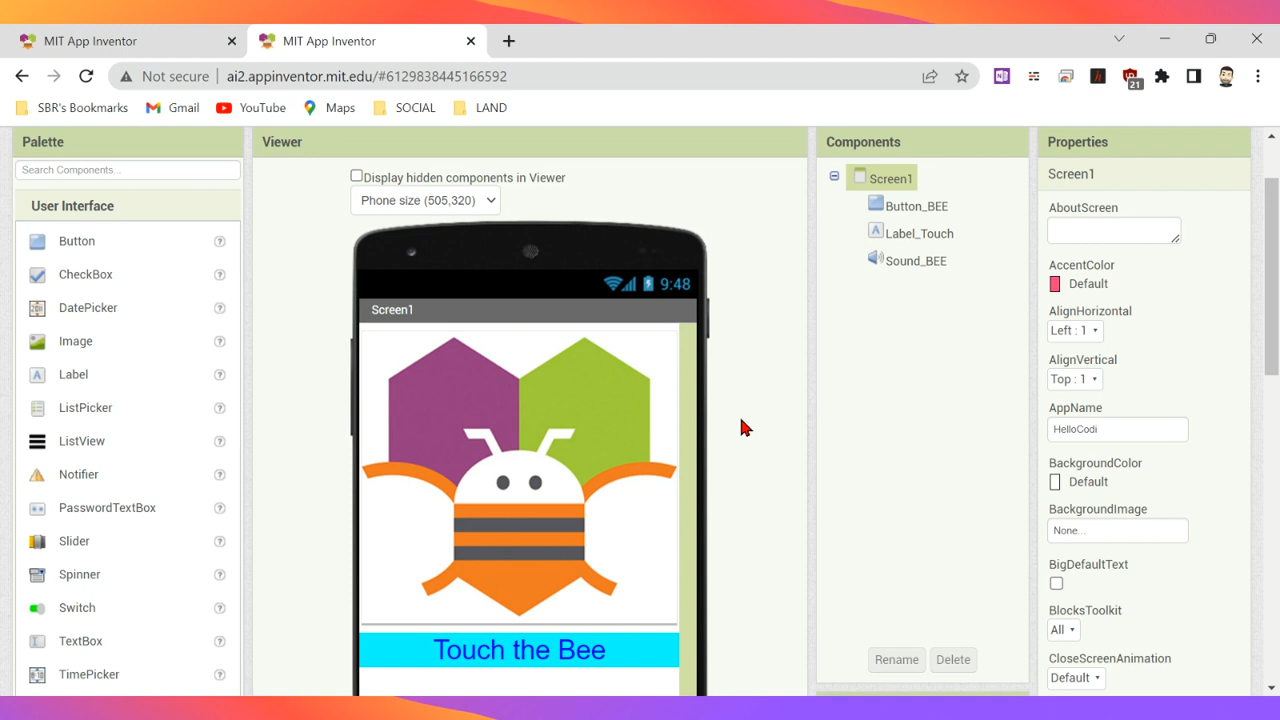 MIT App Inventor
MIT App Inventor
Not secure
ai2.appinventor.mit.edu/#6129838445166592
21
SBR's Bookmarks
Gmail
YouTube
Maps
SOCIAL
LAND
Palette
Search Components...
User Interface
Button
CheckBox
DatePicker
Image
Label
ListPicker
ListView
Notifier
PasswordTextBox
Slider
Spinner
Switch
TextBox
TimePicker
Viewer
Display hidden components in Viewer
Phone size (505,320)
9:48
Screen1
Touch the Bee
Components
Screen1
Button_BEE
Label_Touch
Sound_BEE
Rename
Delete
Properties
Screen1
AboutScreen
AccentColor
Default
AlignHorizontal
Left : 1
AlignVertical
Top : 1
AppName
HelloCodi
BackgroundColor
Default
BackgroundImage
None...
BigDefaultText
BlocksToolkit
All
CloseScreenAnimation
Default